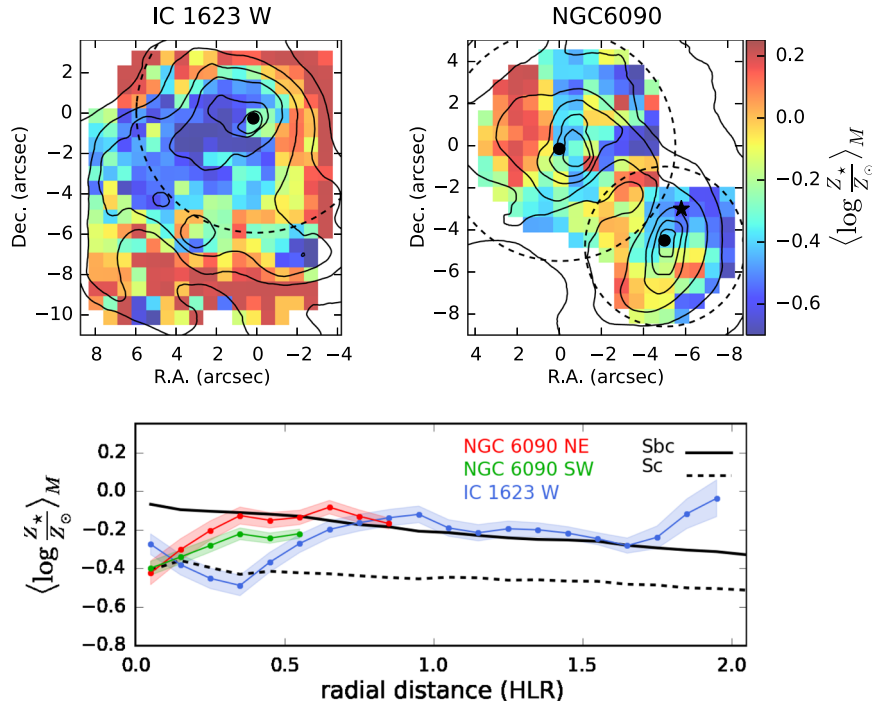 IC 1623 W
NGC6090
2
0
−2
−4
−6
−8
−10
Dec. (arcsec)
8 6 4 2 0 −2 −4
R.A. (arcsec)
4
2
0
−2
−4
−6
−8
Dec. (arcsec)
4 2 0 −2 −4 −6 −8
R.A. (arcsec)
0.2
0.0
−0.2
−0.4
−0.6
⟨log Z⋆/Z⊙⟩M
0.2
0.0
−0.2
−0.4
−0.6
−0.8
⟨log Z⋆/Z⊙⟩M
NGC 6090 NE
NGC 6090 SW
IC 1623 W
Sbc
Sc
0.0 0.5 1.0 1.5 2.0
radial distance (HLR)